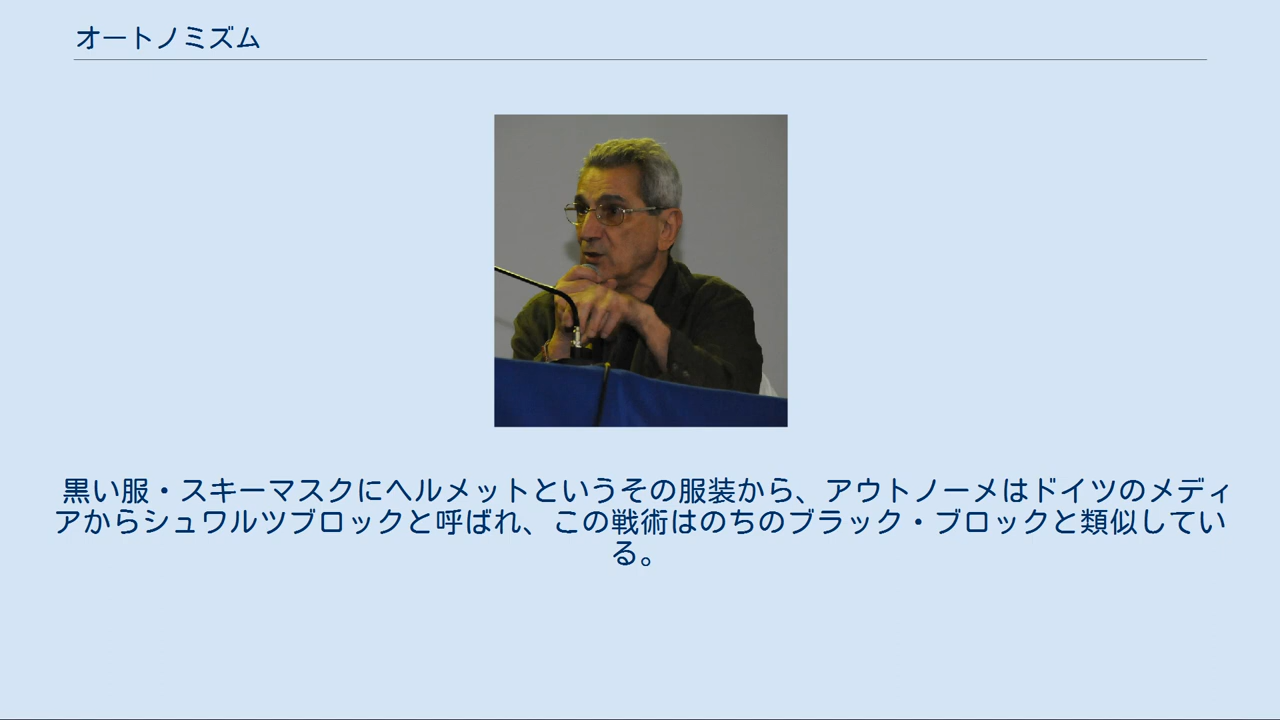 オートノミズム
黒い服・スキーマスクにヘルメットというその服装から、アウトノーメはドイツのメディ
アからシュワルツブロックと呼ばれ、この戦術はのちのブラック・ブロックと類似してい
る。